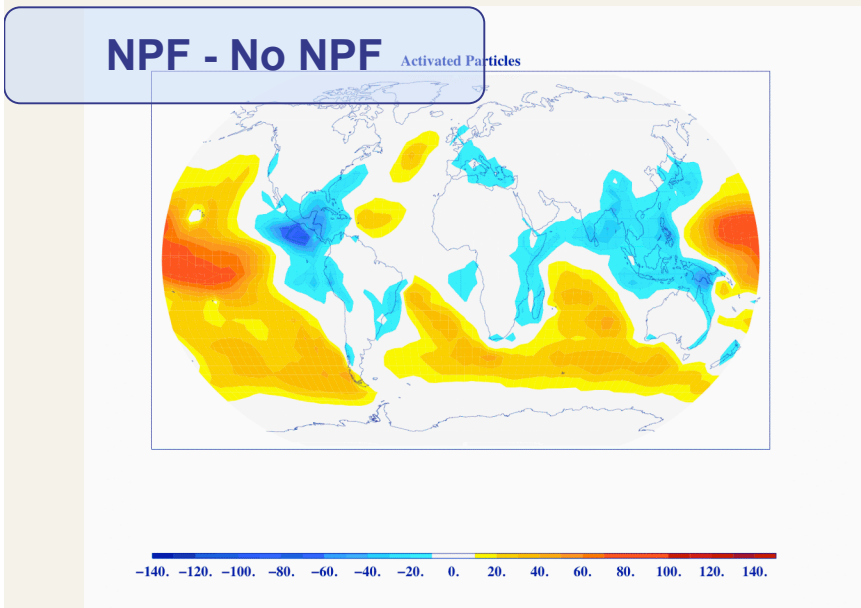 NPF - No NPF
Activated Particles
−140. −120. −100. −80. −60. −40. −20. 0. 20. 40. 60. 80. 100. 120. 140.